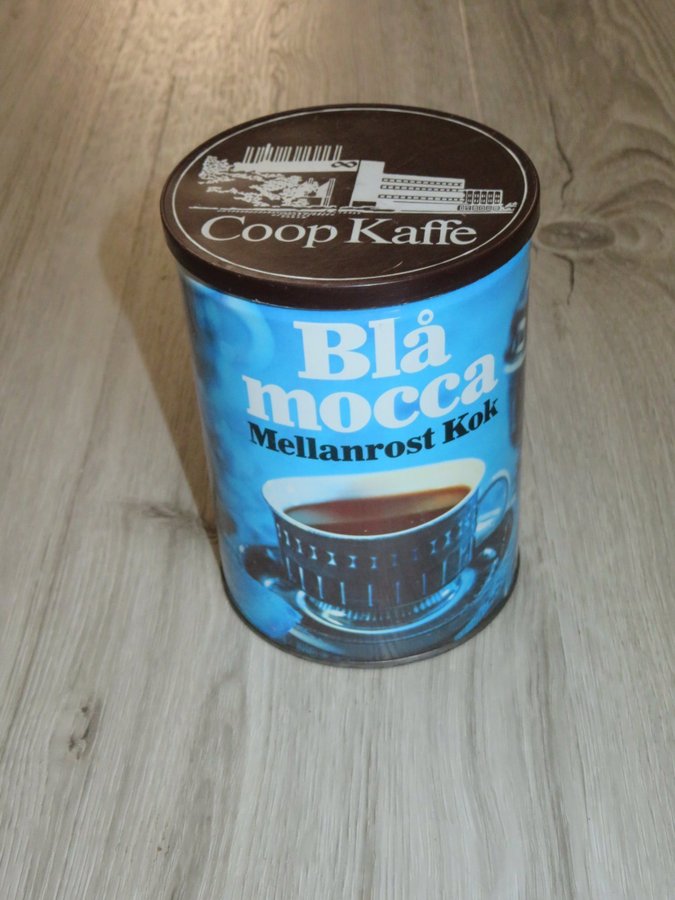 Coop Kaffe
Blå
mocca
Mellanrost Kok